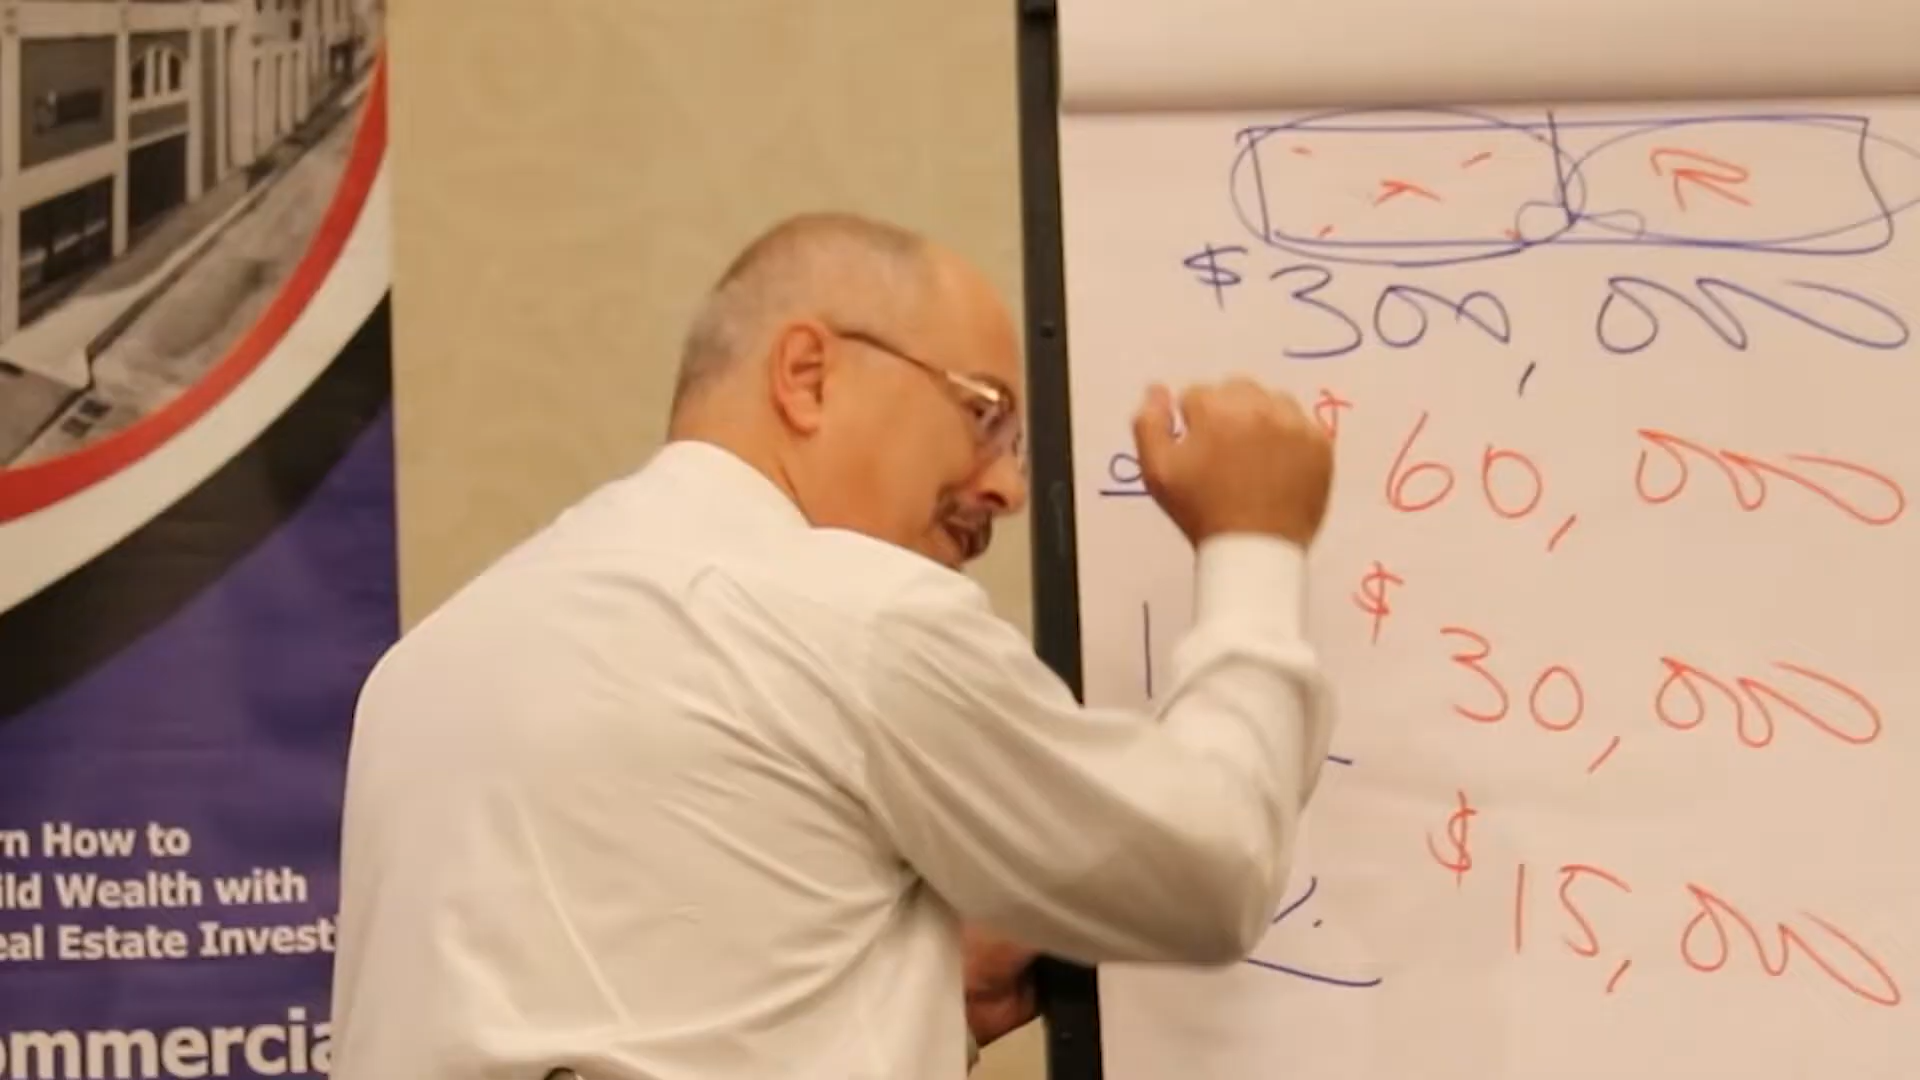 rn How to
ild Wealth with
eal Estate Invest
ommercia
$300,000
$60,000
$30,000
$15,000